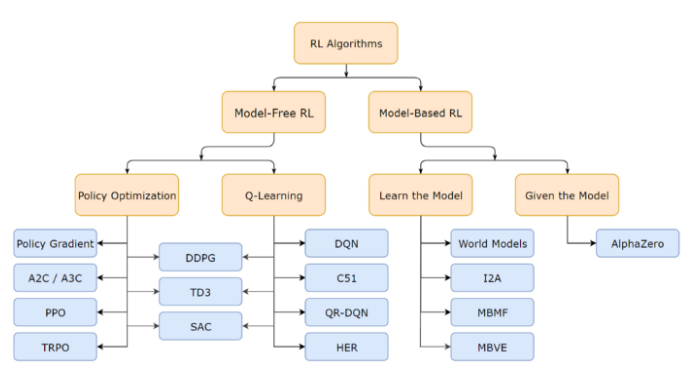 RL Algorithms
Model-Free RL
Model-Based RL
Policy Optimization
Q-Learning
Learn the Model
Given the Model
Policy Gradient
A2C / A3C
PPO
TRPO
DDPG
TD3
SAC
DQN
C51
QR-DQN
HER
World Models
I2A
MBMF
MBVE
AlphaZero